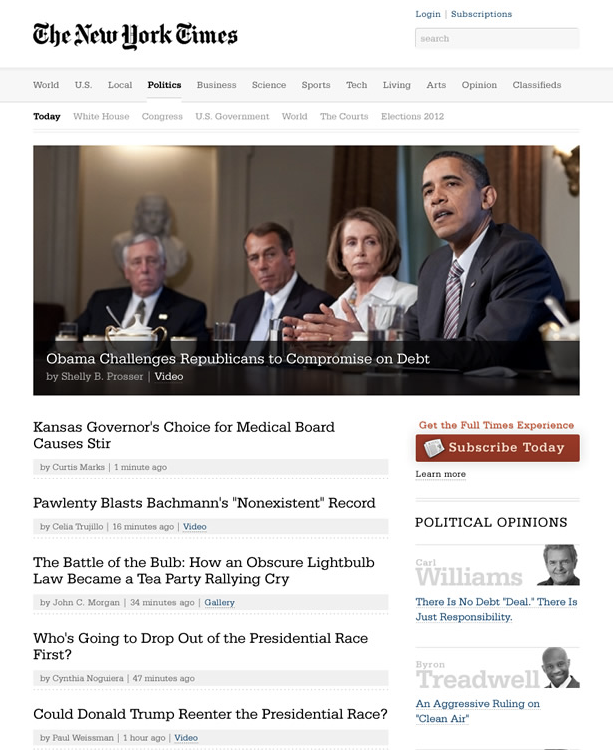 The New York Times
Login | Subscriptions
search
World U.S. Local Politics Business Science Sports Tech Living Arts Opinion Classifieds
Today White House Congress U.S. Government World The Courts Elections 2012
Obama Challenges Republicans to Compromise on Debt
by Shelly B. Prosser | Video
Kansas Governor's Choice for Medical Board
Causes Stir
by Curtis Marks | 1 minute ago
Pawlenty Blasts Bachmann's "Nonexistent" Record
by Celia Trujillo | 16 minutes ago | Video
The Battle of the Bulb: How an Obscure Lightbulb
Law Became a Tea Party Rallying Cry
by John C. Morgan | 34 minutes ago | Gallery
Who's Going to Drop Out of the Presidential Race
First?
by Cynthia Noguiera | 47 minutes ago
Could Donald Trump Reenter the Presidential Race?
by Paul Weissman | 1 hour ago | Video
Get the Full Times Experience
Subscribe Today
Learn more
POLITICAL OPINIONS
Carl
Williams
There Is No Debt "Deal." There Is
Just Responsibility.
Byron
Treadwell
An Aggressive Ruling on
"Clean Air"